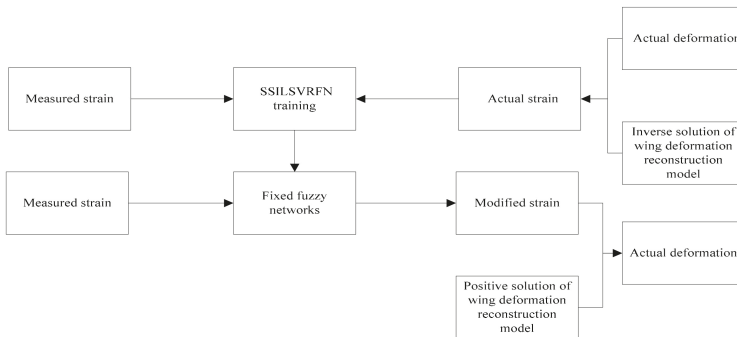 Actual deformation
Measured strain
SSILSVRFN
training
Actual strain
Inverse solution of
wing deformation
reconstruction
model
Measured strain
Fixed fuzzy
networks
Modified strain
Actual deformation
Positive solution of
wing deformation
reconstruction
model